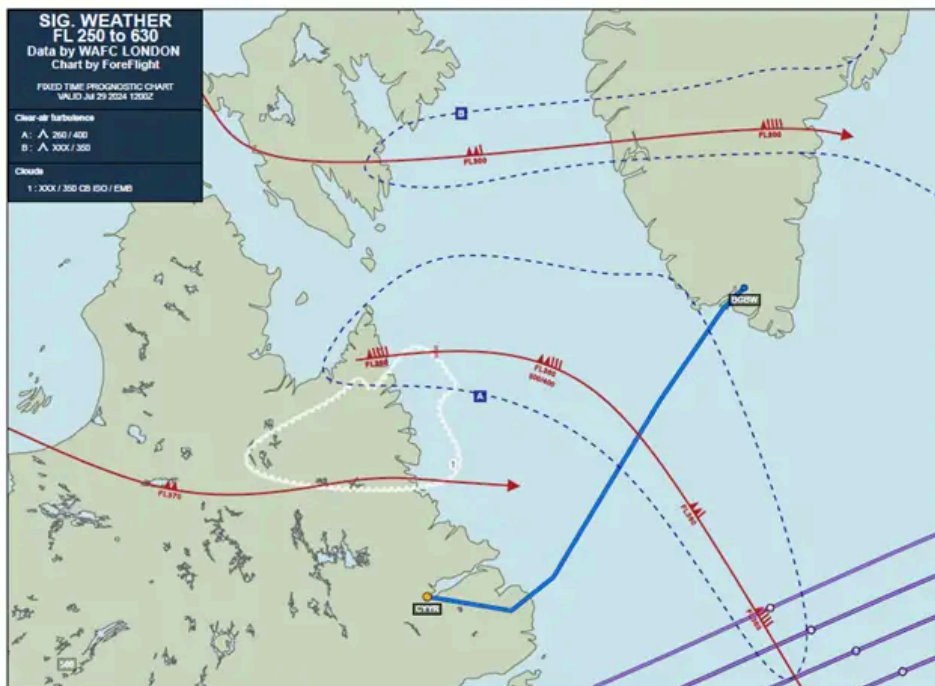 SIG. WEATHER
FL 250 to 630
Data by WAFC LONDON
Chart by ForeFlight
FIXED TIME PROGNOSTIC CHART
VALID Jul 29 2024 1200Z
Clear-air turbulence
A: 260 / 400
B: XXX / 350
Clouds
1 : XXX / 350 CB ISO / EMB
B
FL300
FL300
BGBW
A
1
FL370